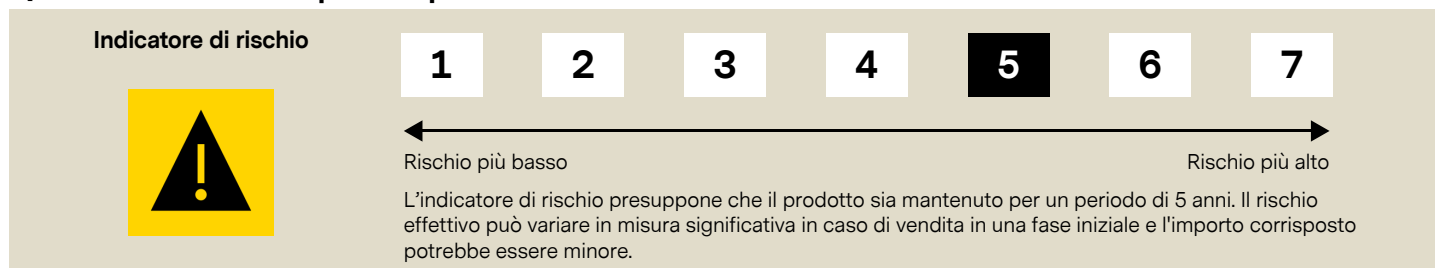 Indicatore di rischio
1 2 3 4 5 6 7
Rischio più basso
Rischio più alto
L'indicatore di rischio presuppone che il prodotto sia mantenuto per un periodo di 5 anni. Il rischio
effettivo può variare in misura significativa in caso di vendita in una fase iniziale e l'importo corrisposto
potrebbe essere minore.